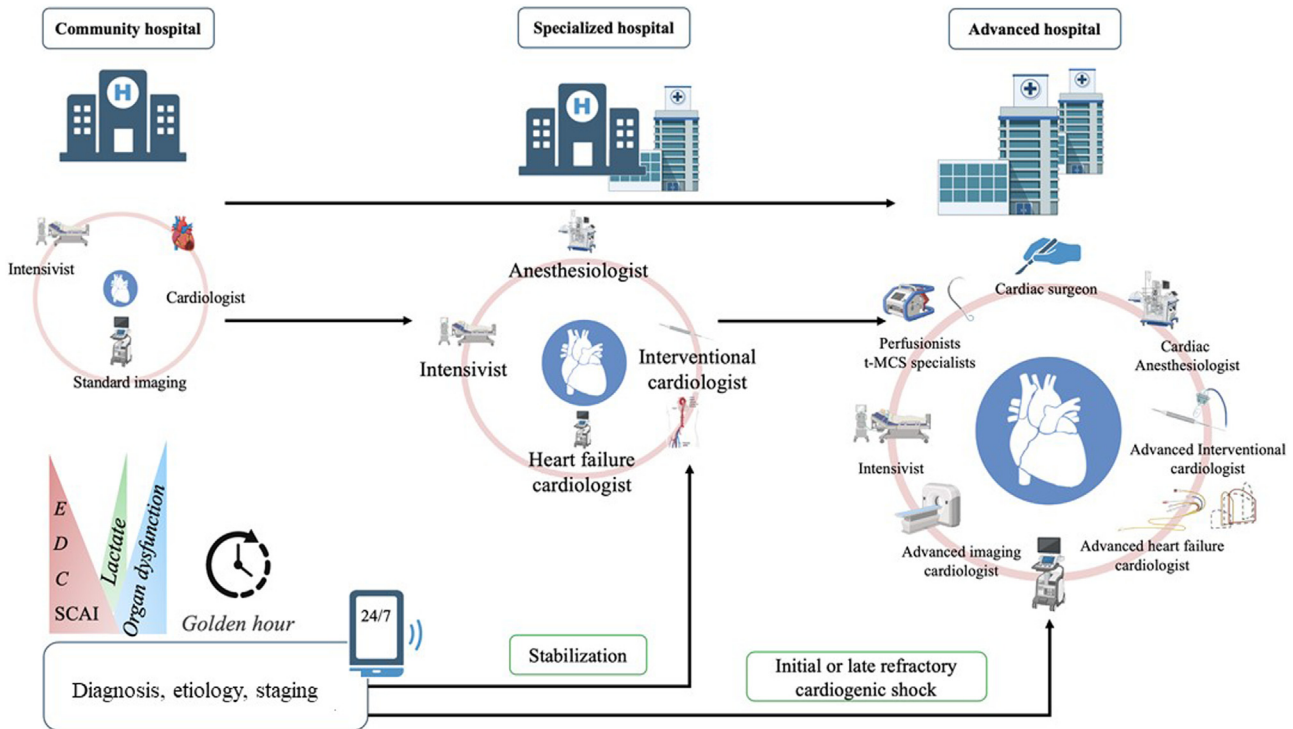 Community hospital
Specialized hospital
Advanced hospital
H
H
Intensivist
Cardiologist
Standard imaging
Anesthesiologist
Intensivist
Interventional
cardiologist
Heart failure
cardiologist
Cardiac surgeon
Perfusionists
t-MCS specialists
Cardiac
Anesthesiologist
Intensivist
Advanced Interventional
cardiologist
Advanced imaging
cardiologist
Advanced heart failure
cardiologist
E
D
C
SCAI
Lactate
Organ dysfunction
Golden hour
24/7
Diagnosis, etiology, staging
Stabilization
Initial or late refractory
cardiogenic shock